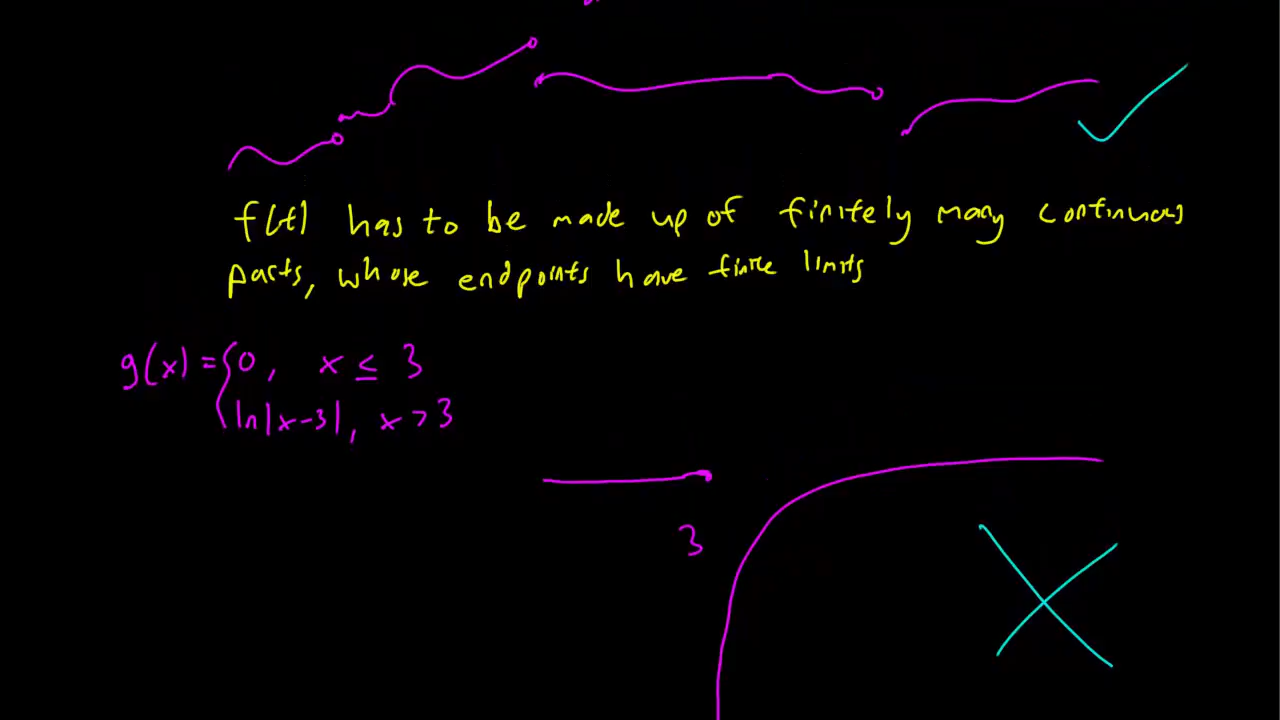 f(t) has to be made up of finitely many continuous
parts, whose endpoints have finite limits
g(x) = { 0, x ≤ 3
ln|x-3|, x > 3
3